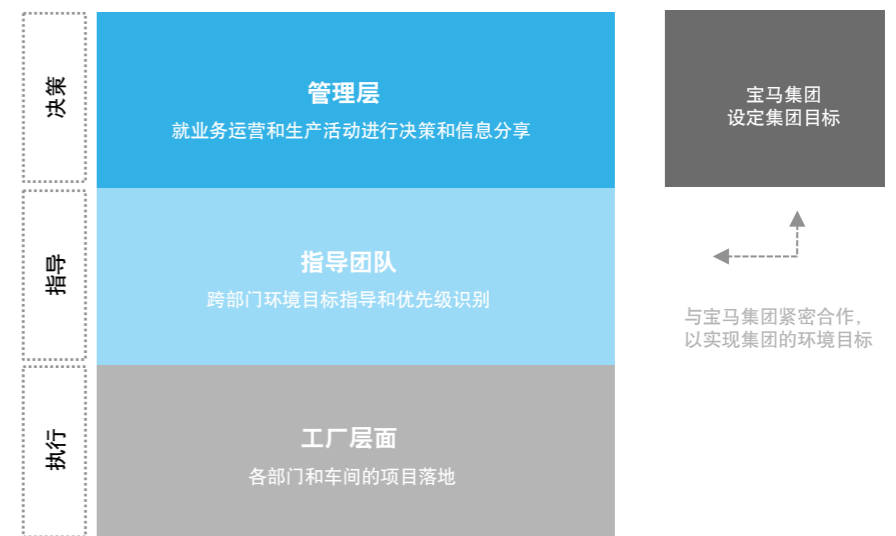 决策
管理层
就业务运营和生产活动进行决策和信息分享
宝马集团
设定集团目标
指导
指导团队
跨部门环境目标指导和优先级识别
与宝马集团紧密合作，
以实现集团的环境目标
执行
工厂层面
各部门和车间的项目落地